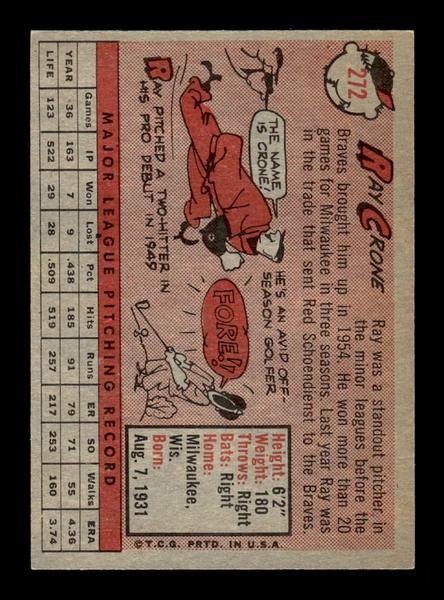 272
RAY CRONE
Ray was a standout pitcher, in
the minor leagues before the
Braves brought him up in 1954. He won more than 20
games for Milwaukee in three seasons. Last year Ray was
in the trade that sent Red Schoendienst to the Braves.
THE NAME
IS CRONE!
RAY PITCHED A TWO-HITTER IN
HIS PRO DEBUT IN 1949
HE'S AN AVID OFF-
SEASON GOLFER
FORE!!
Height: 6'2"
Weight: 180
Throws: Right
Bats: Right
Home:
Milwaukee,
Wis.
Born:
Aug. 7, 1931
©T.C.G. PRTD. IN U.S.A.
MAJOR LEAGUE PITCHING RECORD
Games IP Won Lost Pct Hits Runs ER SO Walks ERA
YEAR 36 163 7 9 .438 185 91 79 71 55 4.36
LIFE 123 522 29 28 .509 519 257 217 253 160 3.74